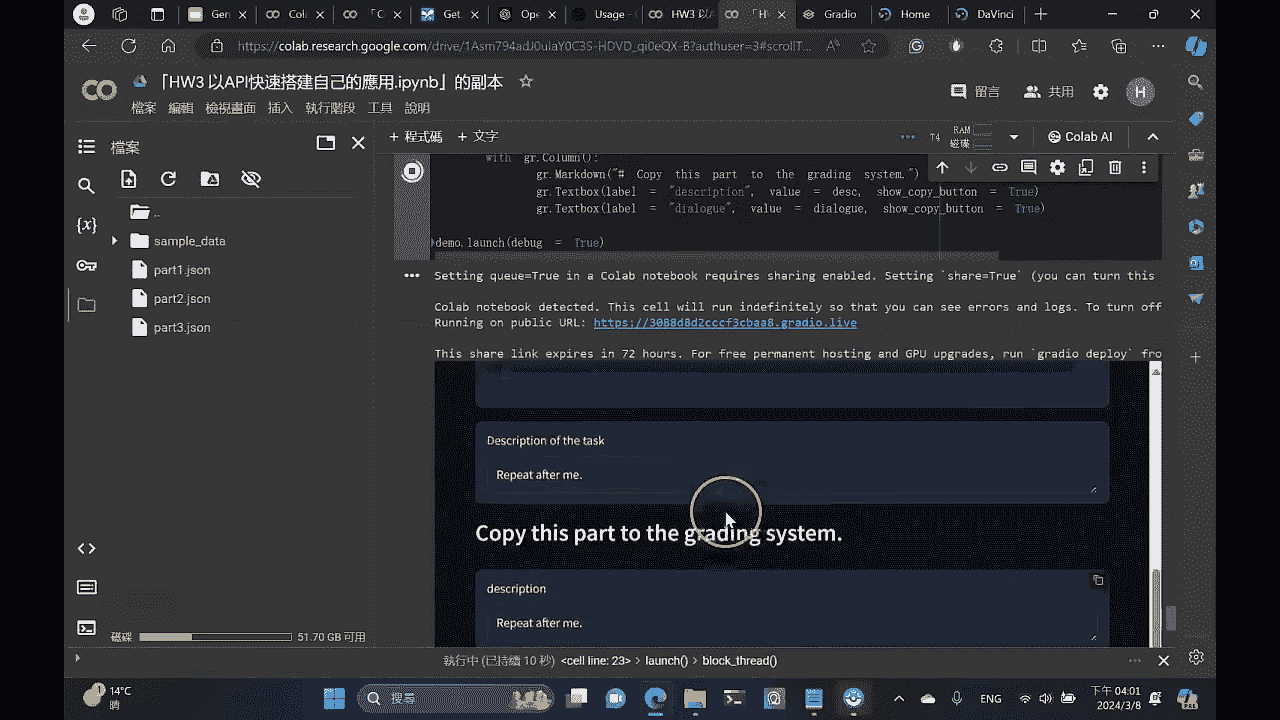 Gen
Col
「C
Get
Ope
Usage -
HW3 以
「H
Gradio
Home
DaVinci
https://colab.research.google.com/drive/1Asm794adJ0ulaY0C3S-HDVD_qi0eQX-B?authuser=3#scrollT...
「HW3 以API快速搭建自己的應用.ipynb」的副本
留言
共用
H
檔案 編輯 檢視畫面 插入 執行階段 工具 說明
檔案
+ 程式碼 + 文字
T4
RAM
磁碟
Colab AI
..
sample_data
part1.json
part2.json
part3.json
with gr.Column():
gr.Markdown("# Copy this part to the grading system.")
gr.Textbox(label = "description", value = desc, show_copy_button = True)
gr.Textbox(label = "dialogue", value = dialogue, show_copy_button = True)
demo.launch(debug = True)
Setting queue=True in a Colab notebook requires sharing enabled. Setting `share=True` (you can turn this
Colab notebook detected. This cell will run indefinitely so that you can see errors and logs. To turn off
Running on public URL: https://3088d8d2cccf3cbaa8.gradio.live
This share link expires in 72 hours. For free permanent hosting and GPU upgrades, run `gradio deploy` fro
Description of the task
Repeat after me.
Copy this part to the grading system.
description
Repeat after me.
磁碟
51.70 GB 可用
執行中 (已持續 10 秒) <cell line: 23> > launch() > block_thread()
14°C
搜尋
ENG
下午 04:01
2024/3/8